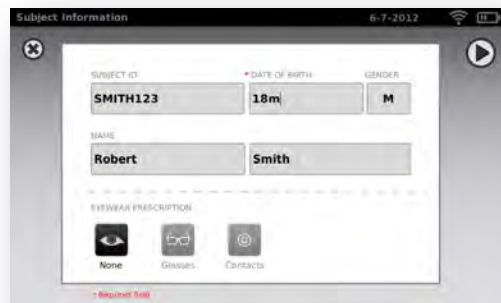 Subject Information 6-7-2012
SUBJECT ID * DATE OF BIRTH GENDER
SMITH123 18m M
NAME
Robert Smith
EYEWEAR PRESCRIPTION
None Glasses Contacts
* Required field